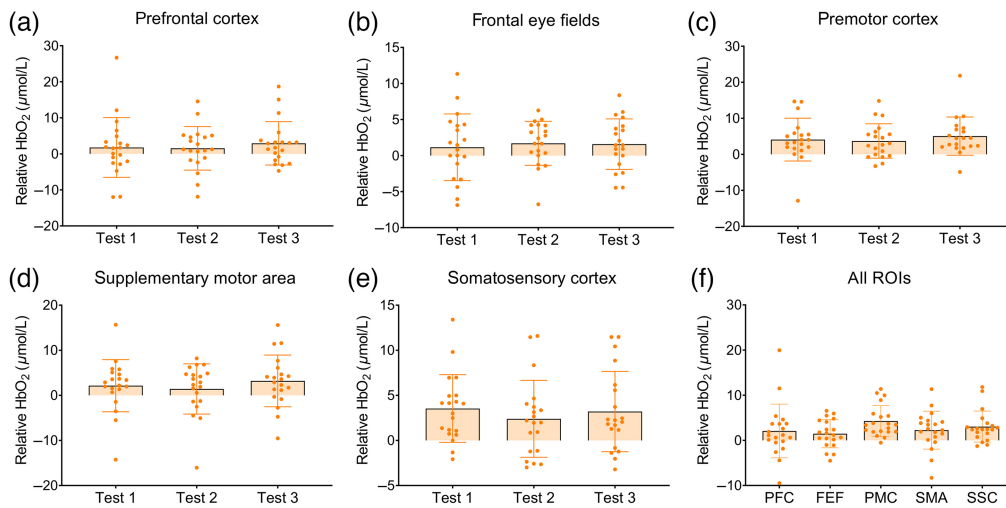 (a)
Prefrontal cortex
Relative HbO2 (µmol/L)
30
20
10
0
–10
–20
Test 1 Test 2 Test 3
(b)
Frontal eye fields
Relative HbO2 (µmol/L)
15
10
5
0
–5
–10
Test 1 Test 2 Test 3
(c)
Premotor cortex
Relative HbO2 (µmol/L)
30
20
10
0
–10
–20
Test 1 Test 2 Test 3
(d)
Supplementary motor area
Relative HbO2 (µmol/L)
20
10
0
–10
–20
Test 1 Test 2 Test 3
(e)
Somatosensory cortex
Relative HbO2 (µmol/L)
15
10
5
0
–5
Test 1 Test 2 Test 3
(f)
All ROIs
Relative HbO2 (µmol/L)
30
20
10
0
–10
PFC FEF PMC SMA SSC